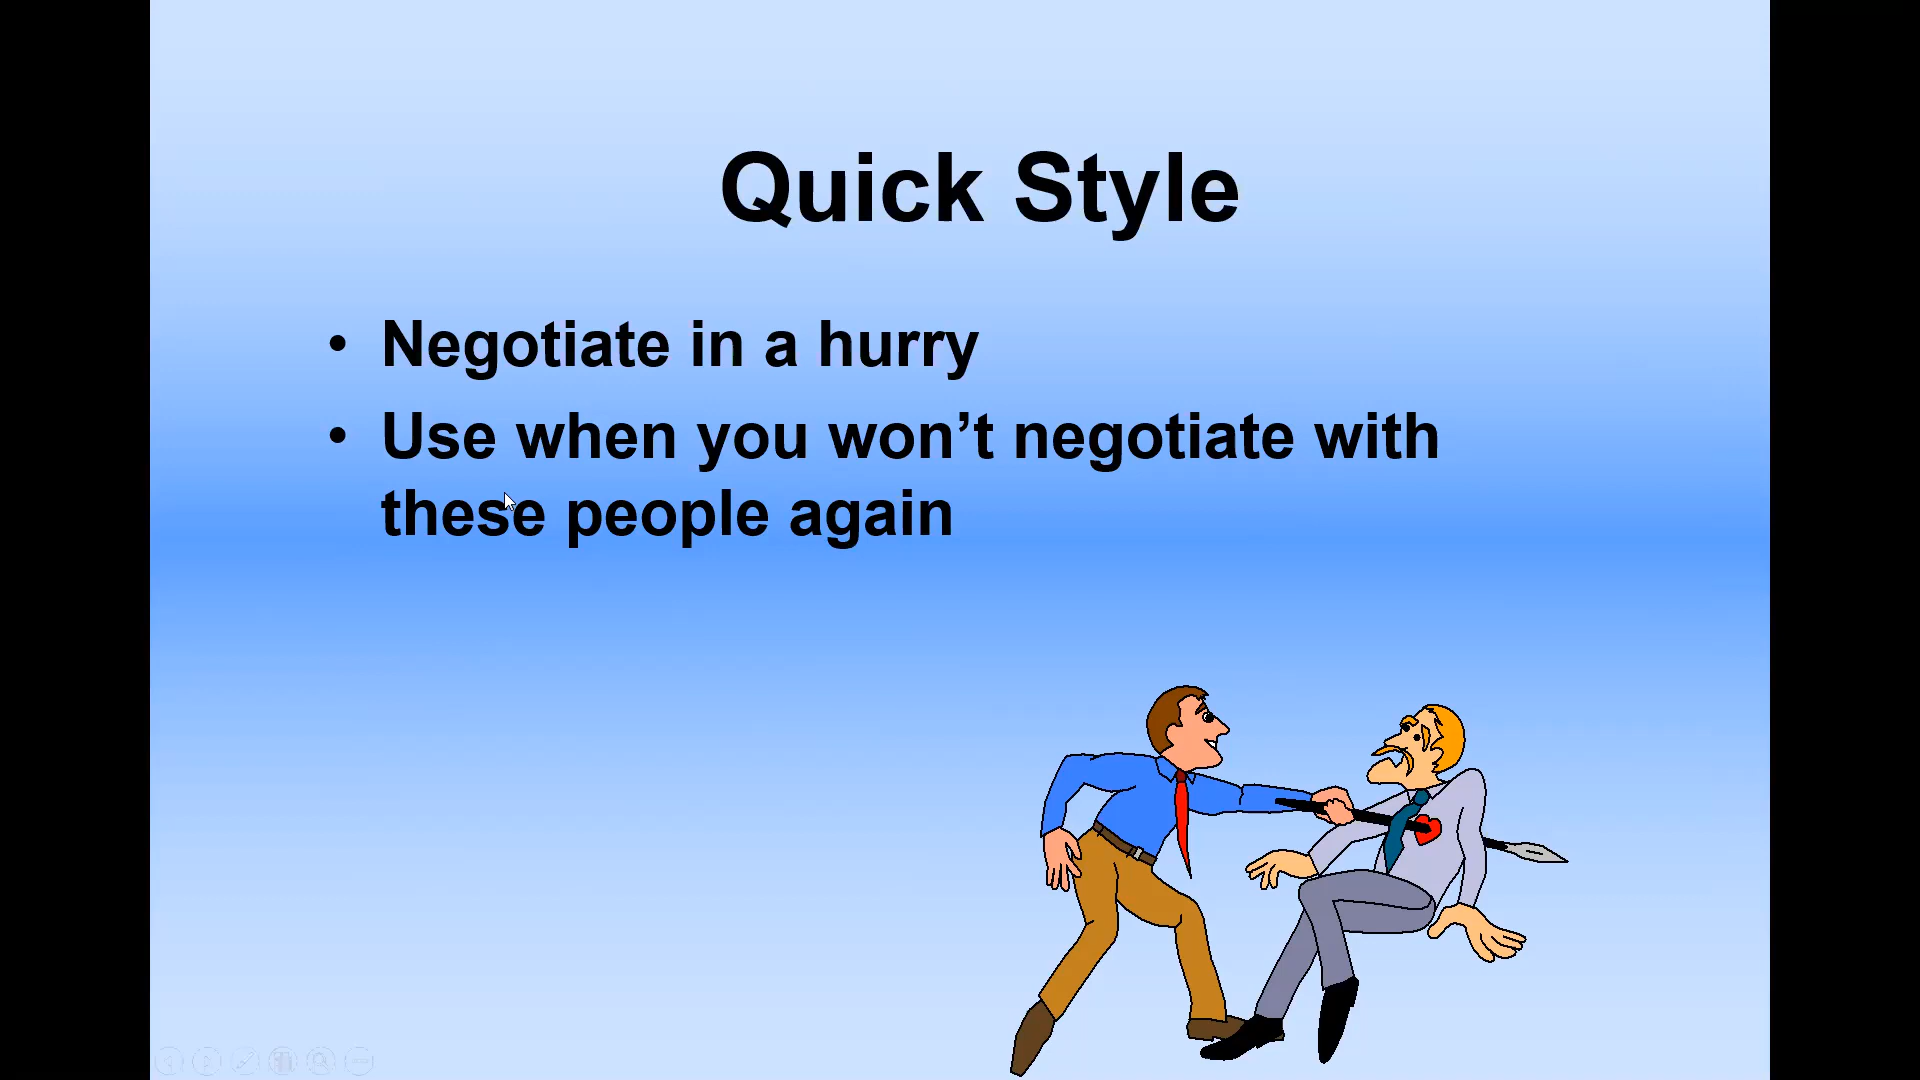 Quick Style
• Negotiate in a hurry
• Use when you won’t negotiate with
these people again